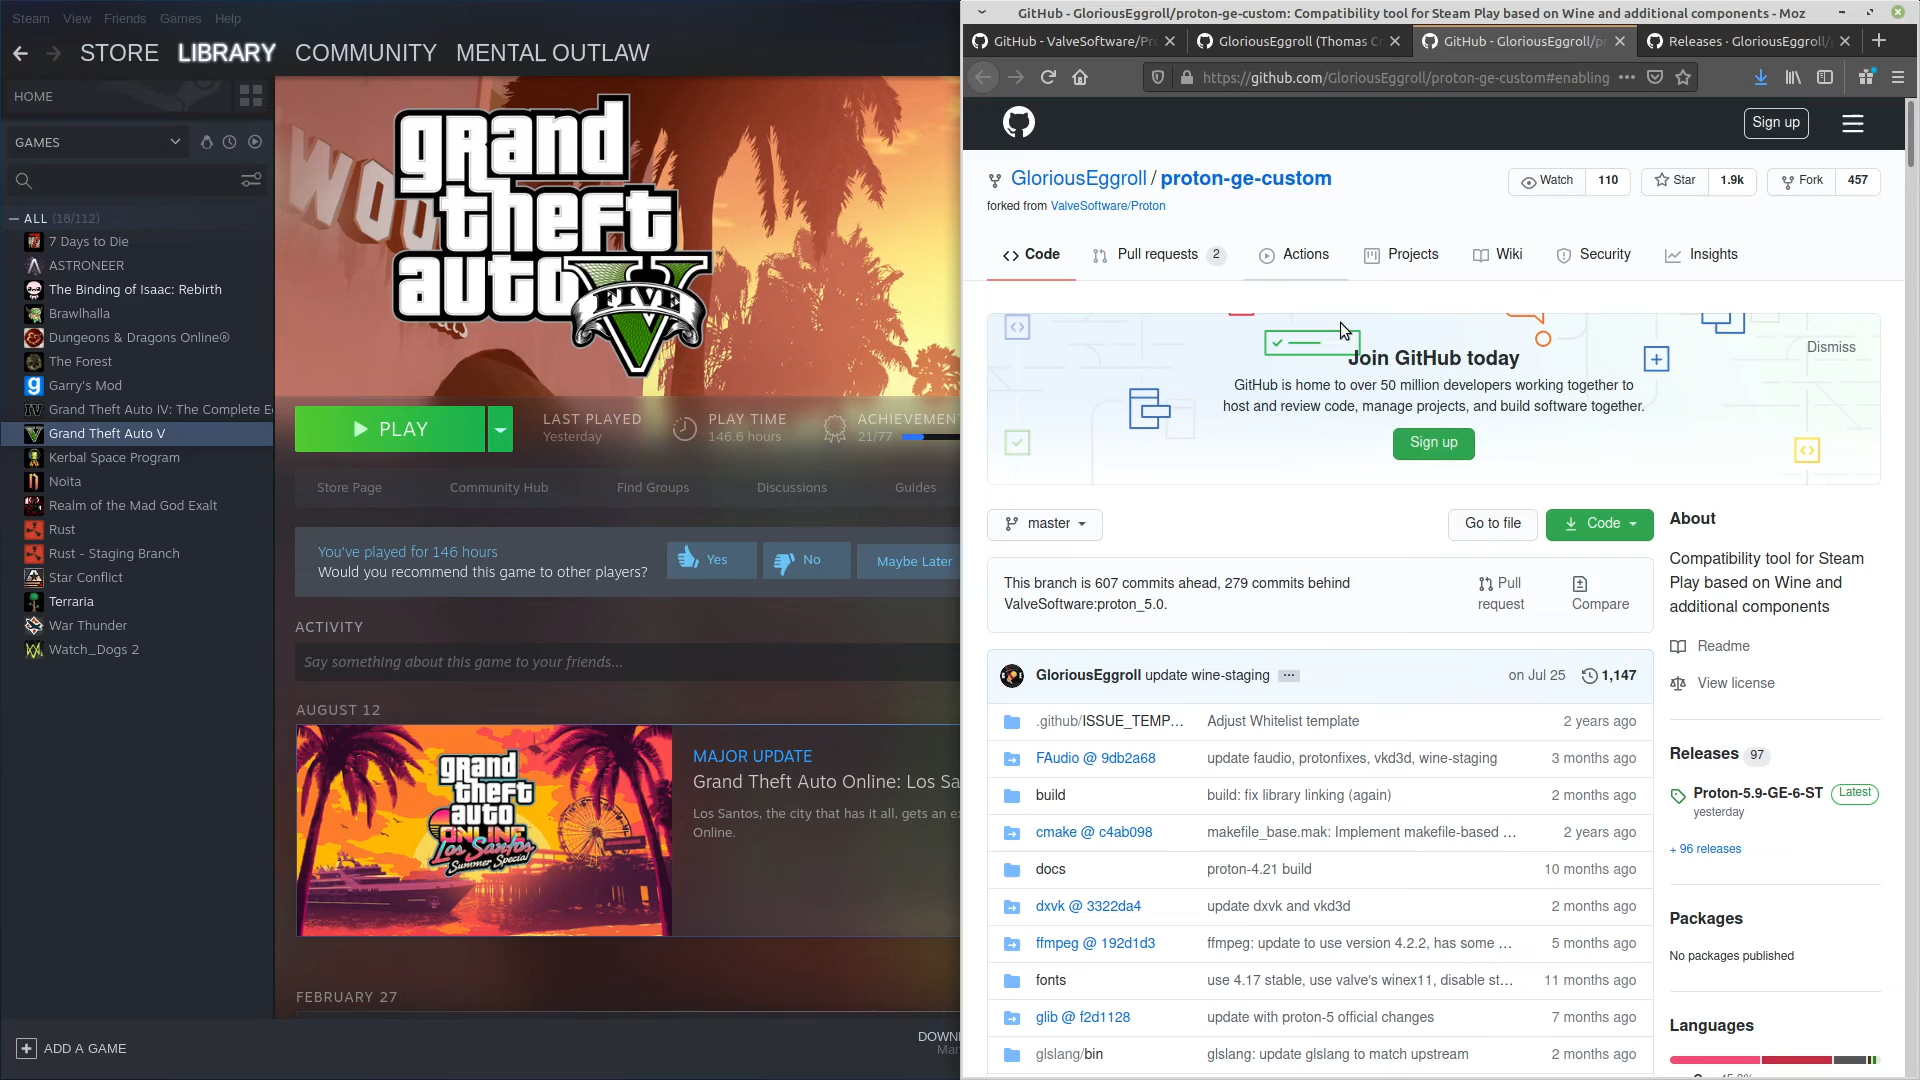 Steam View Friends Games Help
STORE LIBRARY COMMUNITY MENTAL OUTLAW
HOME
GAMES
ALL (18/112)
7 Days to Die
ASTRONEER
The Binding of Isaac: Rebirth
Brawlhalla
Dungeons & Dragons Online®
The Forest
Garry's Mod
Grand Theft Auto IV: The Complete E
Grand Theft Auto V
Kerbal Space Program
Noita
Realm of the Mad God Exalt
Rust
Rust - Staging Branch
Star Conflict
Terraria
War Thunder
Watch_Dogs 2
ADD A GAME
grand
theft
auto
FIVE
V
PLAY
LAST PLAYED
Yesterday
PLAY TIME
146.6 hours
ACHIEVEMEN
21/77
Store Page Community Hub Find Groups Discussions Guides
You've played for 146 hours
Would you recommend this game to other players?
Yes No Maybe Later
ACTIVITY
Say something about this game to your friends...
AUGUST 12
grand
theft
auto
ONLINE
Los Santos
Summer Special
MAJOR UPDATE
Grand Theft Auto Online: Los Sa
Los Santos, the city that has it all, gets an e
Online.
FEBRUARY 27
DOWN
Mar
GitHub - GloriousEggroll/proton-ge-custom: Compatibility tool for Steam Play based on Wine and additional components - Moz
GitHub - ValveSoftware/Pr
GloriousEggroll (Thomas C
GitHub - GloriousEggroll/p
Releases · GloriousEggroll/
https://github.com/GloriousEggroll/proton-ge-custom#enabling
Sign up
GloriousEggroll / proton-ge-custom
forked from ValveSoftware/Proton
Watch 110 Star 1.9k Fork 457
Code Pull requests 2 Actions Projects Wiki Security Insights
Join GitHub today
Dismiss
GitHub is home to over 50 million developers working together to
host and review code, manage projects, and build software together.
Sign up
master Go to file Code
This branch is 607 commits ahead, 279 commits behind
ValveSoftware:proton_5.0.
Pull
request
Compare
GloriousEggroll update wine-staging on Jul 25 1,147
.github/ISSUE_TEMP... Adjust Whitelist template 2 years ago
FAudio @ 9db2a68 update faudio, protonfixes, vkd3d, wine-staging 3 months ago
build build: fix library linking (again) 2 months ago
cmake @ c4ab098 makefile_base.mak: Implement makefile-based ... 2 years ago
docs proton-4.21 build 10 months ago
dxvk @ 3322da4 update dxvk and vkd3d 2 months ago
ffmpeg @ 192d1d3 ffmpeg: update to use version 4.2.2, has some ... 5 months ago
fonts use 4.17 stable, use valve's winex11, disable st... 11 months ago
glib @ f2d1128 update with proton-5 official changes 7 months ago
glslang/bin glslang: update glslang to match upstream 2 months ago
About
Compatibility tool for Steam
Play based on Wine and
additional components
Readme
View license
Releases 97
Proton-5.9-GE-6-ST Latest
yesterday
+ 96 releases
Packages
No packages published
Languages